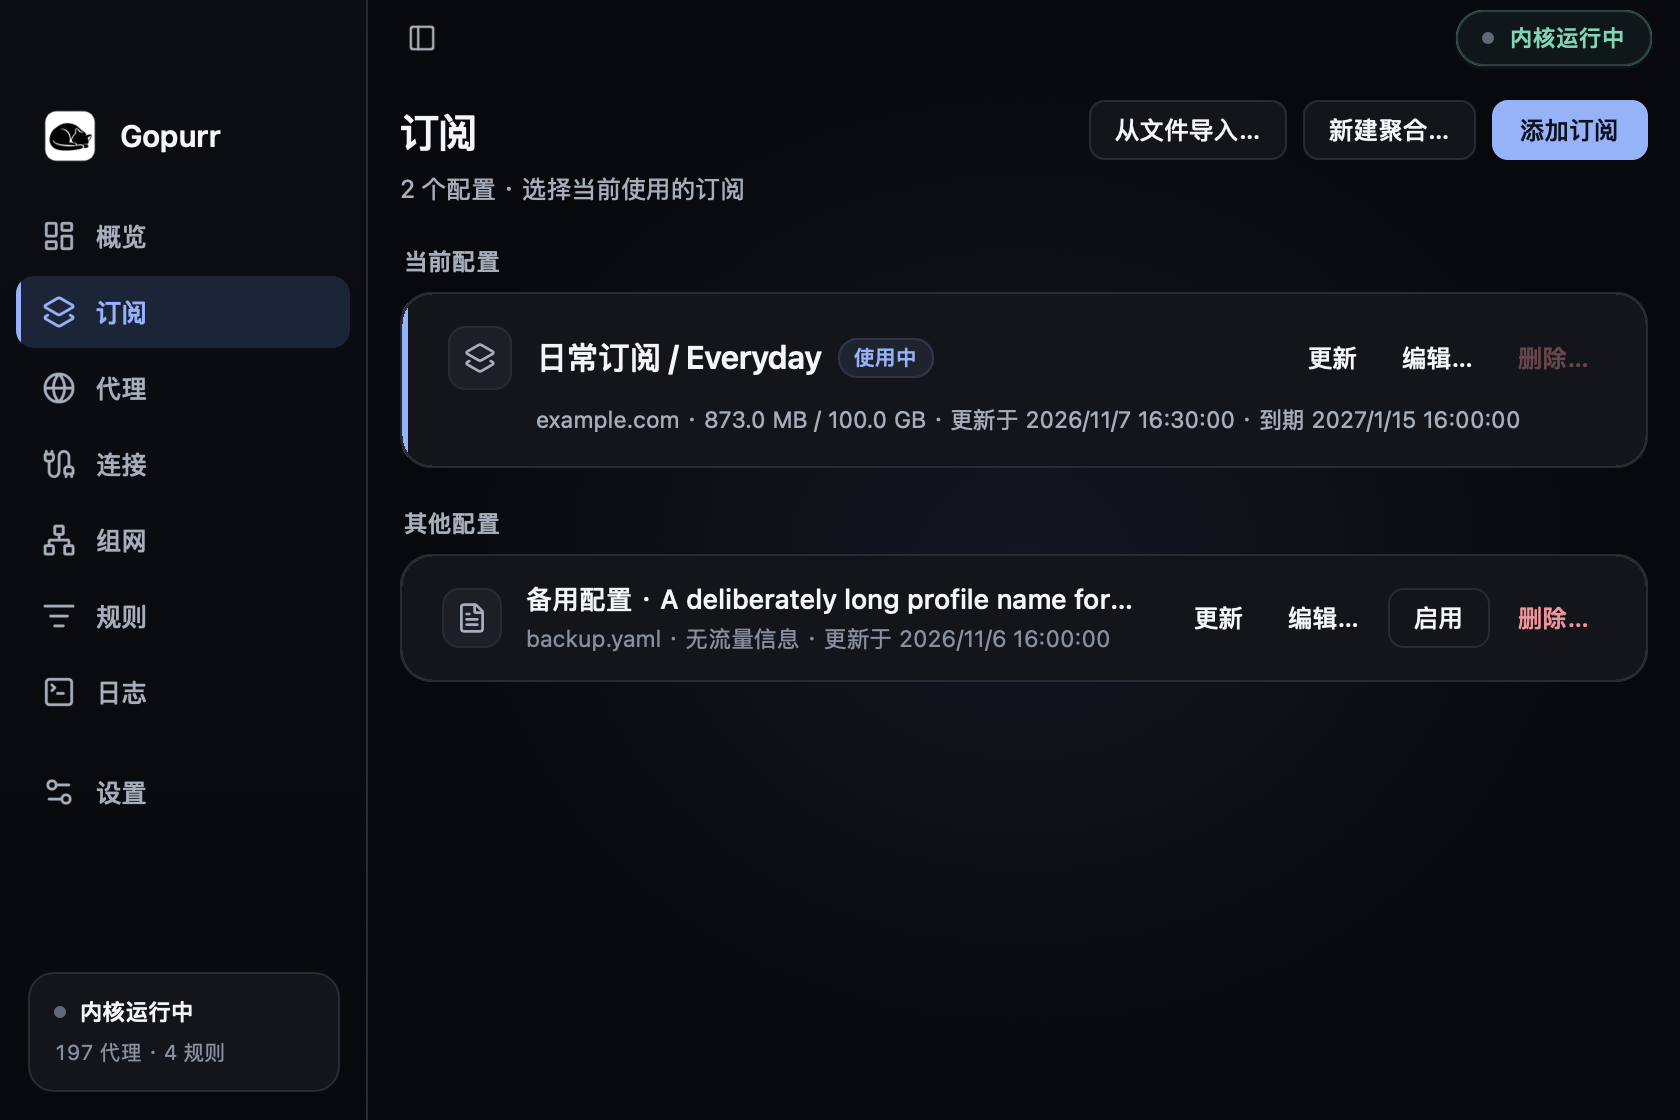 内核运行中
Gopurr
概览
订阅
代理
连接
组网
规则
日志
设置
内核运行中
197 代理 · 4 规则
订阅
从文件导入...
新建聚合...
添加订阅
2 个配置 · 选择当前使用的订阅
当前配置
日常订阅 / Everyday
使用中
更新
编辑...
删除...
example.com · 873.0 MB / 100.0 GB · 更新于 2026/11/7 16:30:00 · 到期 2027/1/15 16:00:00
其他配置
备用配置 · A deliberately long profile name for...
backup.yaml · 无流量信息 · 更新于 2026/11/6 16:00:00
更新
编辑...
启用
删除...